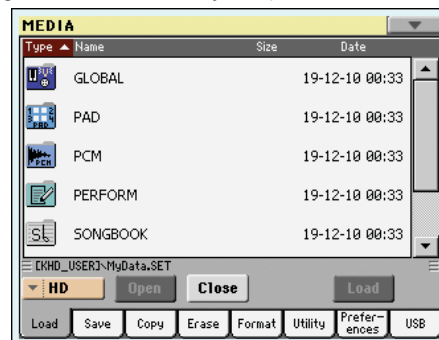 MEDIA
Type Name Size Date
GLOBAL 19-12-10 00:33
PAD 19-12-10 00:33
PCM 19-12-10 00:33
PERFORM 19-12-10 00:33
SONGBOOK 19-12-10 00:33
[KHD_USER]\MyData.SET
HD Open Close Load
Load Save Copy Erase Format Utility Prefer-ences USB